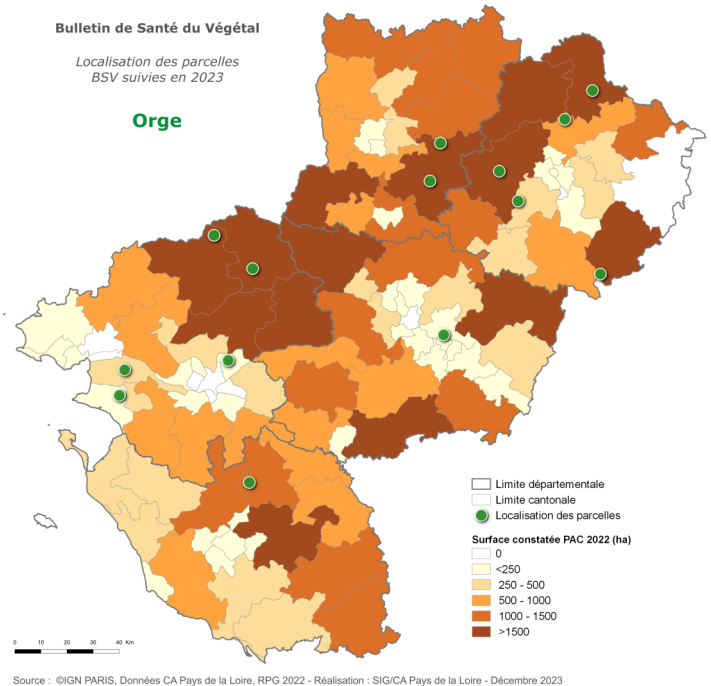 Bulletin de Santé du Végétal
Localisation des parcelles
BSV suivies en 2023
Orge
Limite départementale
Limite cantonale
Localisation des parcelles
Surface constatée PAC 2022 (ha)
0
<250
250 - 500
500 - 1000
1000 - 1500
>1500
0 10 20 30 40 Km
Source : ©IGN PARIS, Données CA Pays de la Loire, RPG 2022 - Réalisation : SIG/CA Pays de la Loire - Décembre 2023